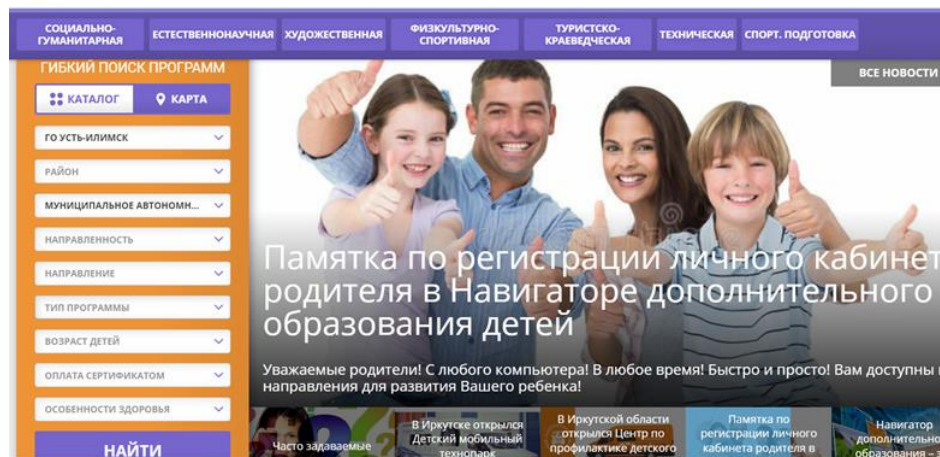 СОЦИАЛЬНО-
ГУМАНИТАРНАЯ
ЕСТЕСТВЕННОНАУЧНАЯ
ХУДОЖЕСТВЕННАЯ
ФИЗКУЛЬТУРНО-
СПОРТИВНАЯ
ТУРИСТСКО-
КРАЕВЕДЧЕСКАЯ
ТЕХНИЧЕСКАЯ
СПОРТ. ПОДГОТОВКА
ГИБКИЙ ПОИСК ПРОГРАММ
КАТАЛОГ
КАРТА
ГО УСТЬ-ИЛИМСК
РАЙОН
МУНИЦИПАЛЬНОЕ АВТОНОМН...
НАПРАВЛЕННОСТЬ
НАПРАВЛЕНИЕ
ТИП ПРОГРАММЫ
ВОЗРАСТ ДЕТЕЙ
ОПЛАТА СЕРТИФИКАТОМ
ОСОБЕННОСТИ ЗДОРОВЬЯ
НАЙТИ
ВСЕ НОВОСТИ
Памятка по регистрации личного кабинет
родителя в Навигаторе дополнительного
образования детей
Уважаемые родители! С любого компьютера! В любое время! Быстро и просто! Вам доступны
направления для развития Вашего ребенка!
Часто задаваемые
В Иркутске открылся
Детский мобильный
технопарк
В Иркутской области
открылся Центр по
профилактике детского
Памятка по
регистрации личного
кабинета родителя в
Навигатор
дополнительно
образования –